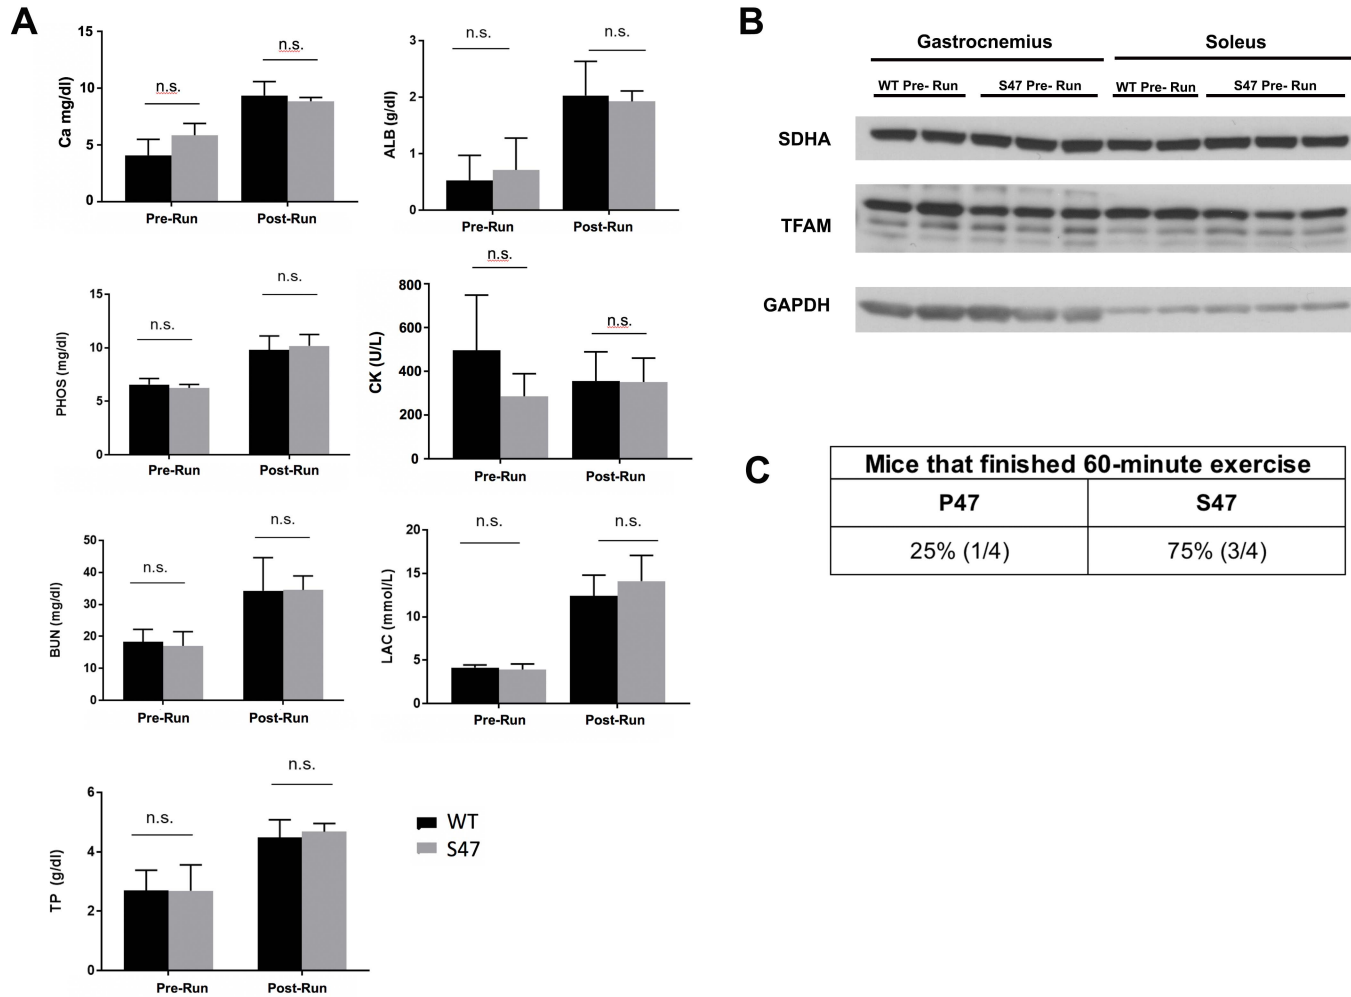 A
Ca mg/dl
15
10
5
0
n.s.
n.s.
Pre-Run Post-Run
ALB (g/dl)
3
2
1
0
n.s.
n.s.
Pre-Run Post-Run
PHOS (mg/dl)
15
10
5
0
n.s.
n.s.
Pre-Run Post-Run
CK (U/L)
800
600
400
200
0
n.s.
n.s.
Pre-Run Post-Run
BUN (mg/dl)
50
40
30
20
10
0
n.s.
n.s.
Pre-Run Post-Run
LAC (mmol/L)
20
15
10
5
0
n.s.
n.s.
Pre-Run Post-Run
TP (g/dl)
6
4
2
0
n.s.
n.s.
Pre-Run Post-Run
WT
S47
B
Gastrocnemius Soleus
WT Pre- Run S47 Pre- Run WT Pre- Run S47 Pre- Run
SDHA
TFAM
GAPDH
C
Mice that finished 60-minute exercise
P47 S47
25% (1/4) 75% (3/4)